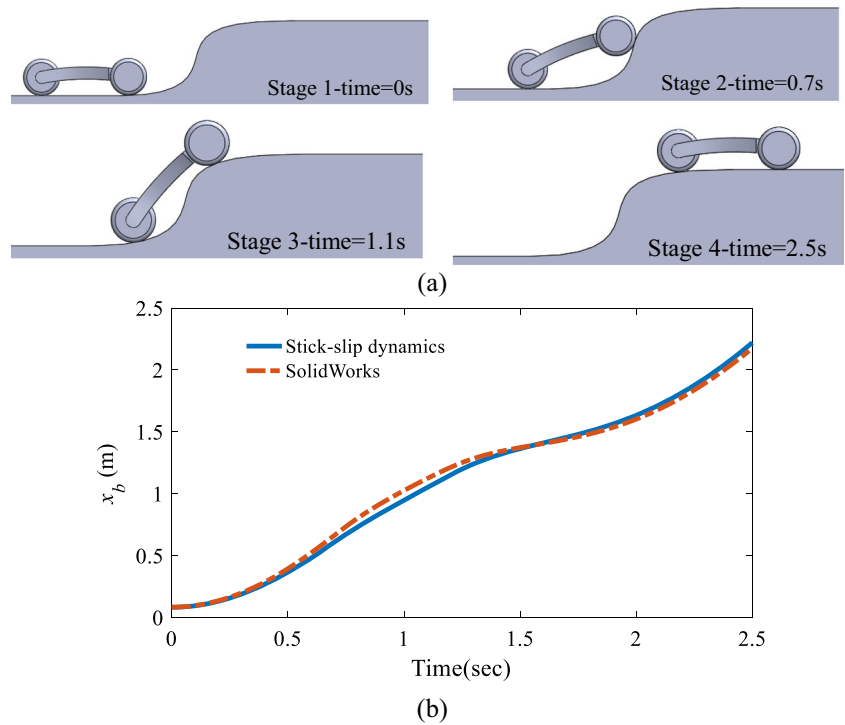 Stage 1-time=0s
Stage 2-time=0.7s
Stage 3-time=1.1s
Stage 4-time=2.5s
(a)
2.5
Stick-slip dynamics
SolidWorks
2
1.5
1
0.5
0
x_b (m)
0 0.5 1 1.5 2 2.5
Time(sec)
(b)